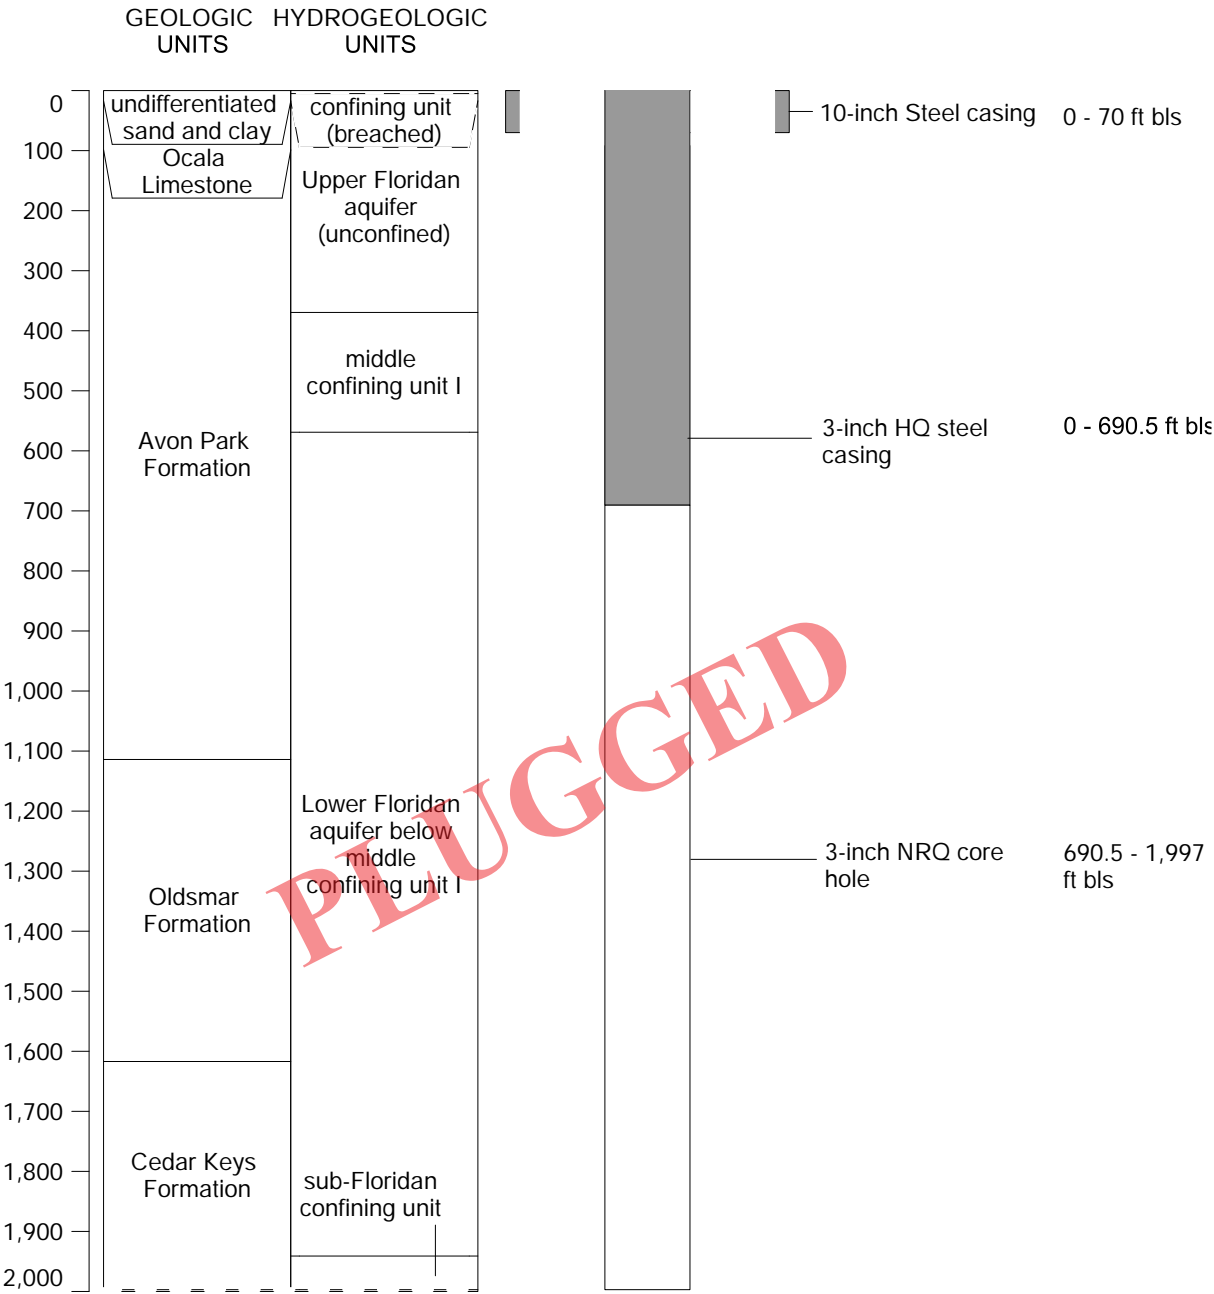 GEOLOGIC HYDROGEOLOGIC
UNITS UNITS
0
100
200
300
400
500
600
700
800
900
1,000
1,100
1,200
1,300
1,400
1,500
1,600
1,700
1,800
1,900
2,000
undifferentiated
sand and clay
Ocala
Limestone
Avon Park
Formation
Oldsmar
Formation
Cedar Keys
Formation
confining unit
(breached)
Upper Floridan
aquifer
(unconfined)
middle
confining unit I
Lower Floridan
aquifer below
middle
confining unit I
sub-Floridan
confining unit
10-inch Steel casing 0 - 70 ft bls
3-inch HQ steel 0 - 690.5 ft bls
casing
3-inch NRQ core 690.5 - 1,997
hole ft bls
PLUGGED